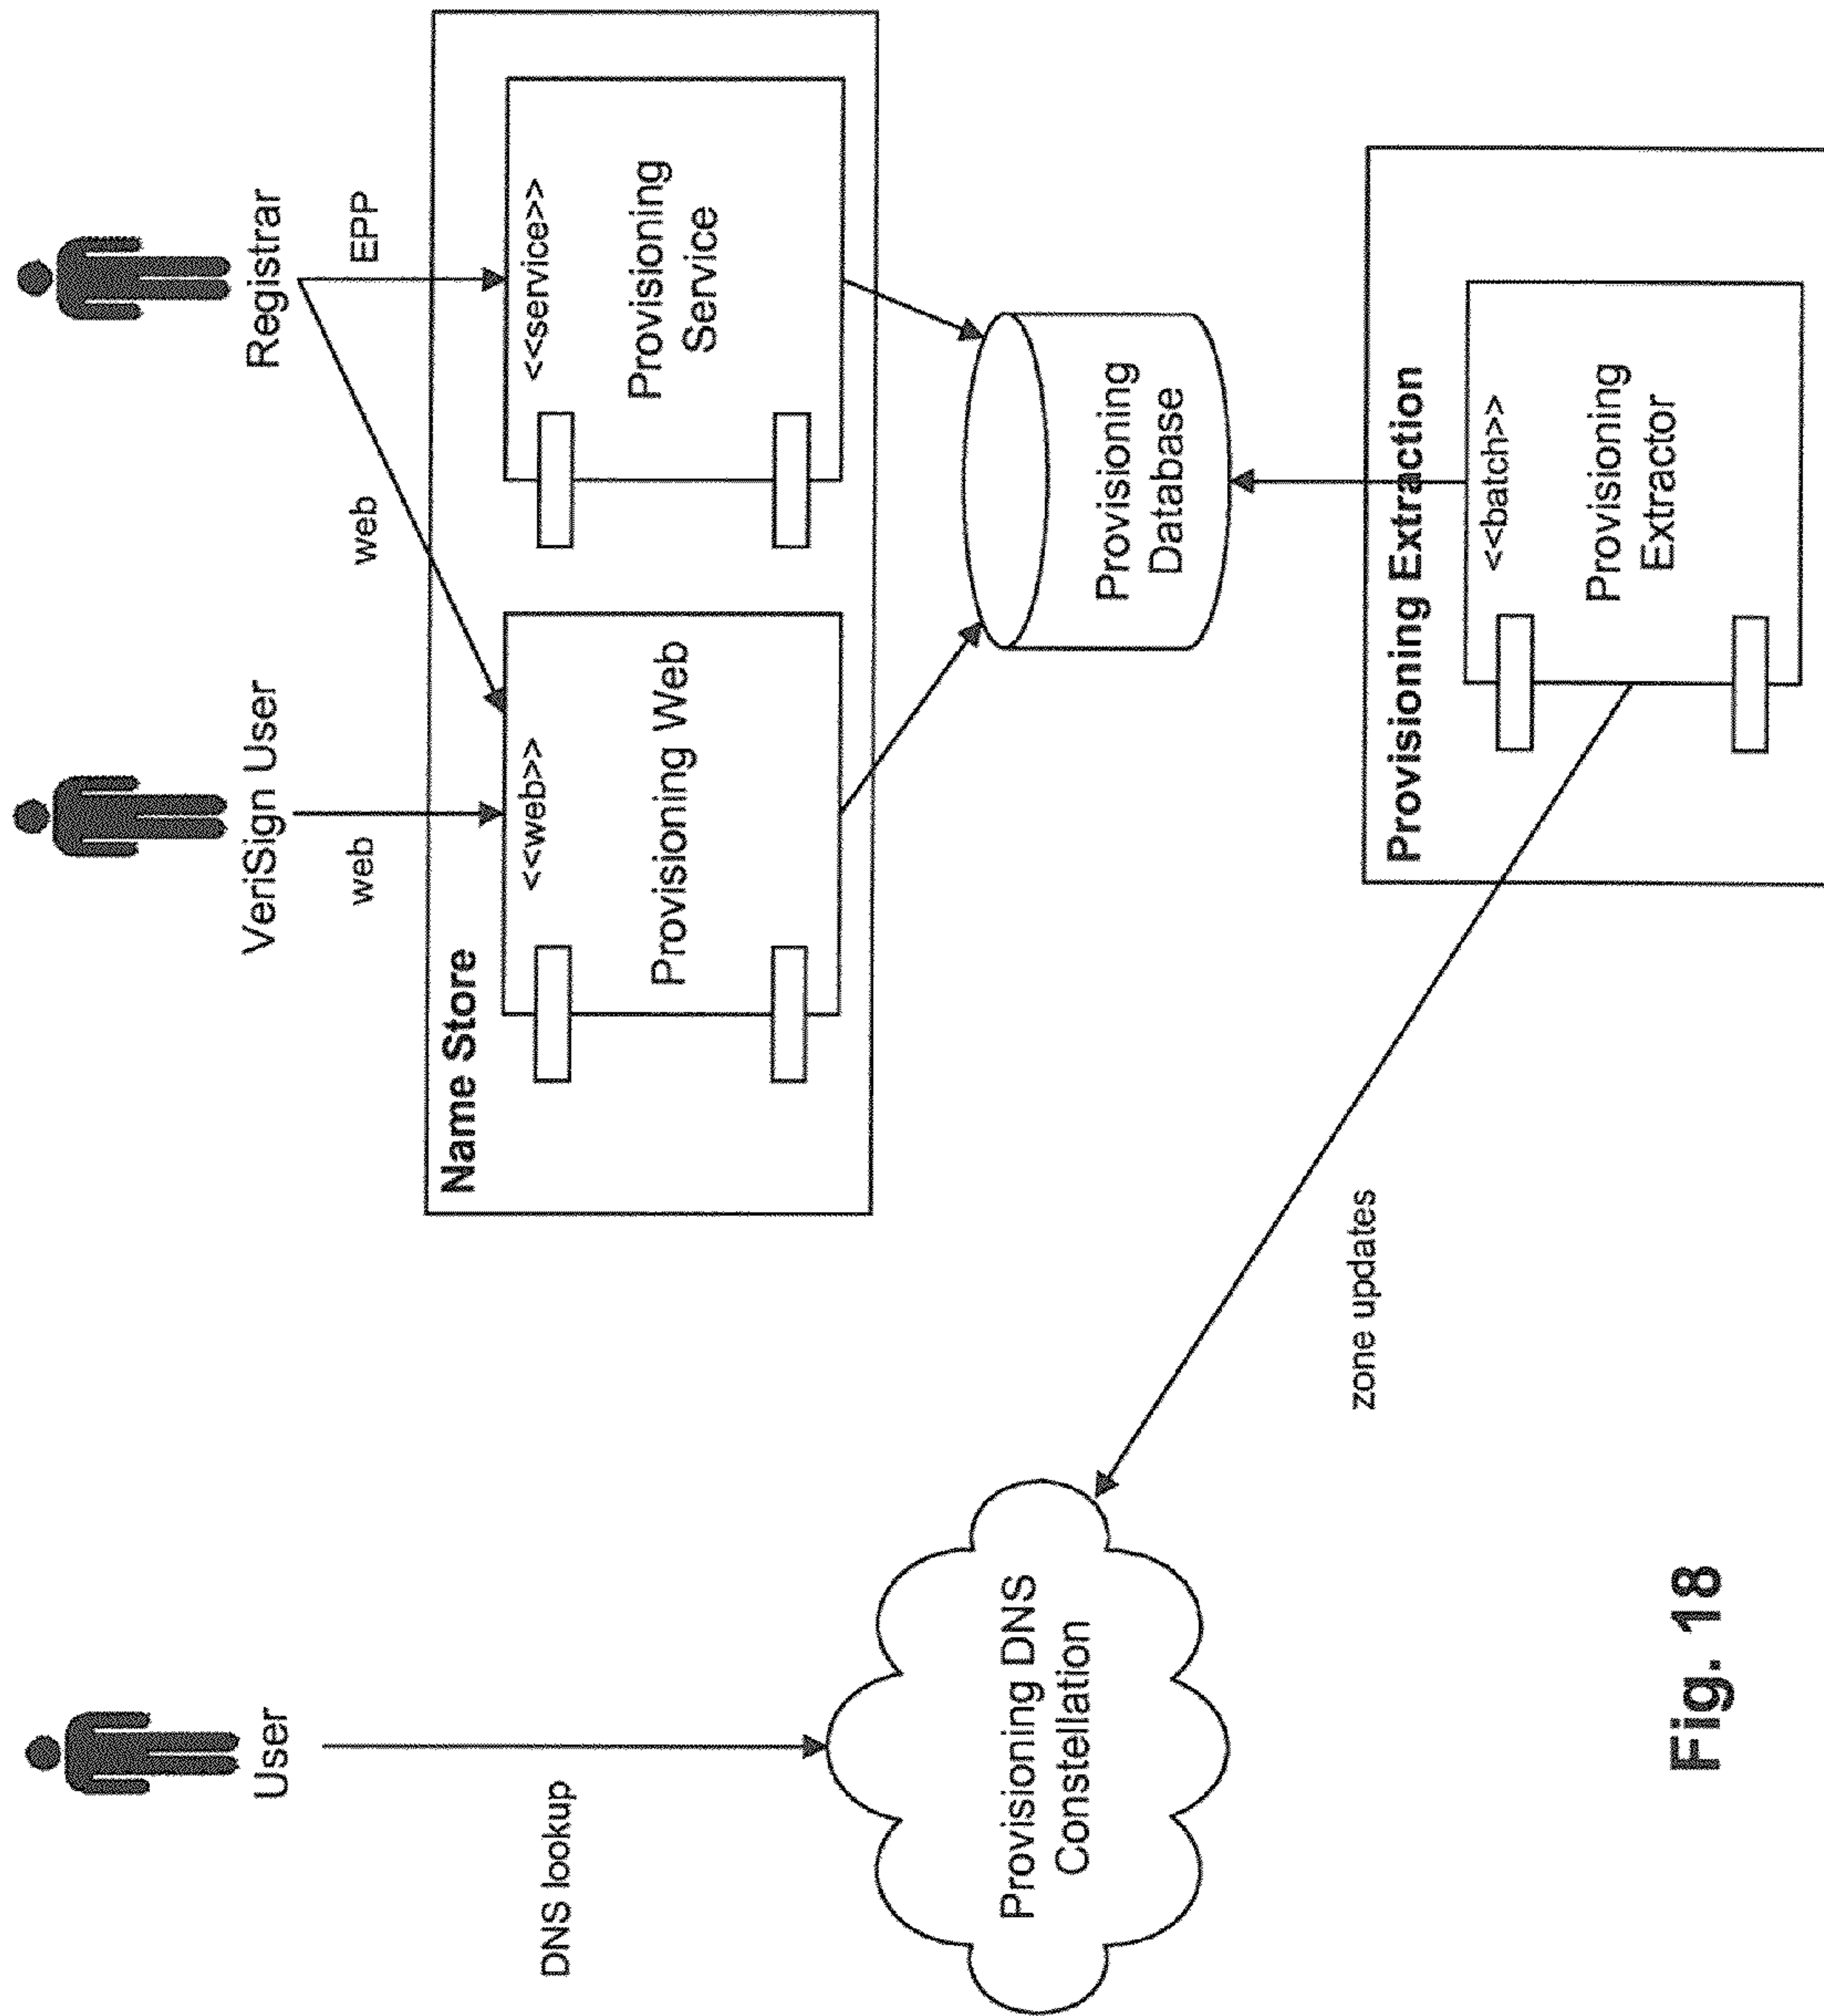 User
VeriSign User
Registrar
DNS lookup
web
web
EPP
Name Store
<<web>>
Provisioning Web
<<service>>
Provisioning
Service
Provisioning DNS
Constellation
Provisioning
Database
zone updates
Provisioning Extraction
<<batch>>
Provisioning
Extractor
Fig. 18